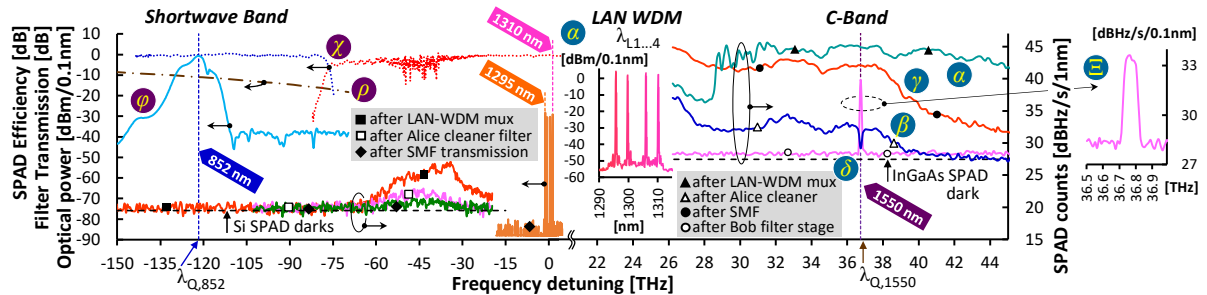 Shortwave Band
LAN WDM
C-Band
SPAD Efficiency [dB]
Filter Transmission [dB]
Optical power [dBm/0.1nm]
10
0
-10
-20
-30
-40
-50
-60
-70
-80
-90
χ
ρ
φ
852 nm
1310 nm
1295 nm
α
■ after LAN-WDM mux
□ after Alice cleaner filter
◆ after SMF transmission
Si SPAD darks
λL1...4
[dBm/0.1nm]
10
0
-10
-20
-30
-40
-50
-60
1290
1300
1310
[nm]
γ
α
β
δ
▲ after LAN-WDM mux
△ after Alice cleaner
● after SMF
○ after Bob filter stage
InGaAs SPAD
dark
1550 nm
45
40
35
30
25
20
15
SPAD counts [dBHz/s/1nm]
[dBHz/s/0.1nm]
Ξ
33
30
28
27
36.5
36.6
36.7
36.8
36.9
[THz]
-150 -135 -120 -105 -90 -75 -60 -45 -30 -15 0
26 28 30 32 34 36 38 40 42 44
λQ,852
Frequency detuning [THz]
λQ,1550